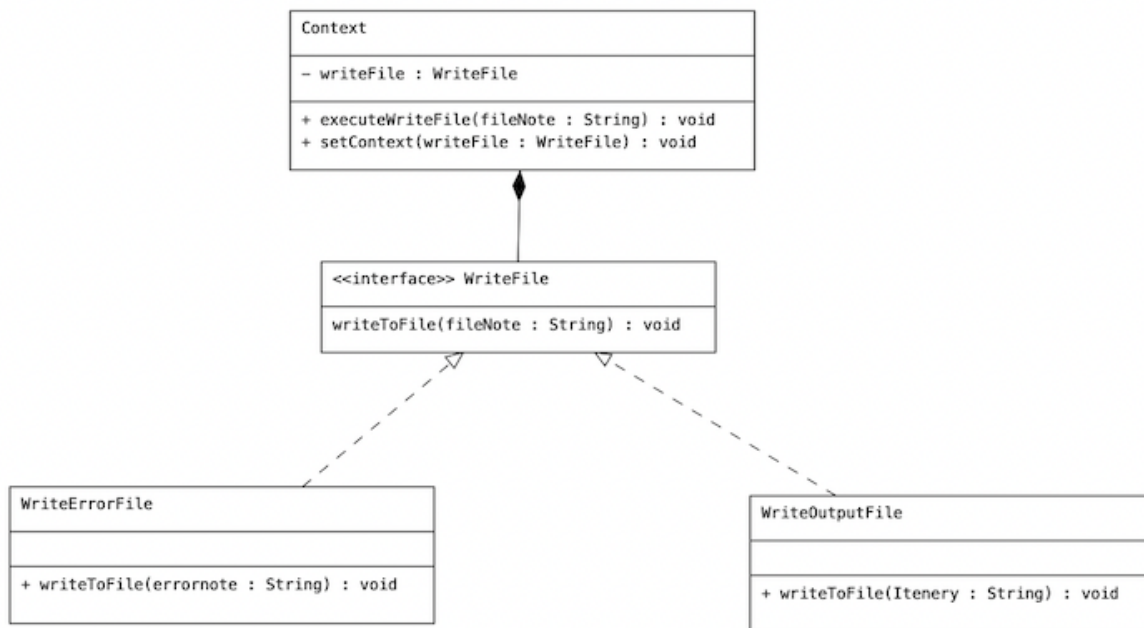 Context
– writeFile : WriteFile
+ executeWriteFile(fileNote : String) : void
+ setContext(writeFile : WriteFile) : void
<<interface>> WriteFile
writeToFile(fileNote : String) : void
WriteErrorFile
+ writeToFile(errornote : String) : void
WriteOutputFile
+ writeToFile(Itenery : String) : void